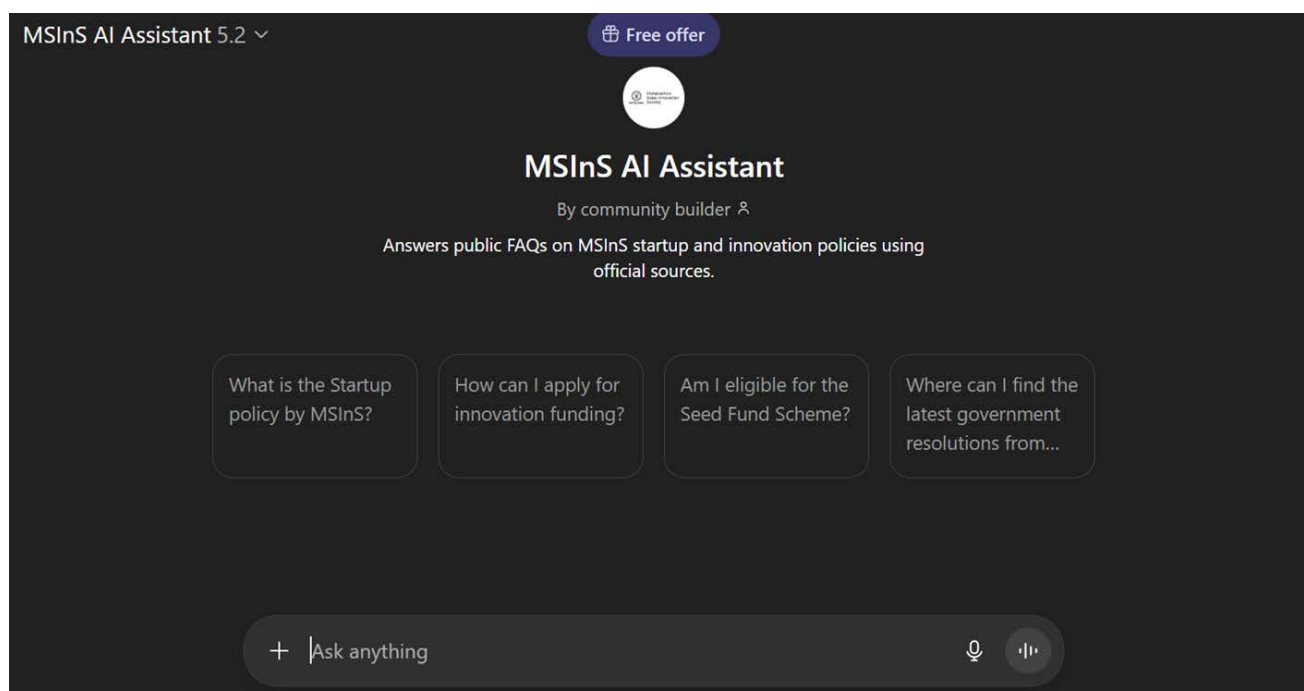 MSInS AI Assistant 5.2
Free offer
MSInS AI Assistant
By community builder
Answers public FAQs on MSInS startup and innovation policies using
official sources.
What is the Startup
policy by MSInS?
How can I apply for
innovation funding?
Am I eligible for the
Seed Fund Scheme?
Where can I find the
latest government
resolutions from...
Ask anything